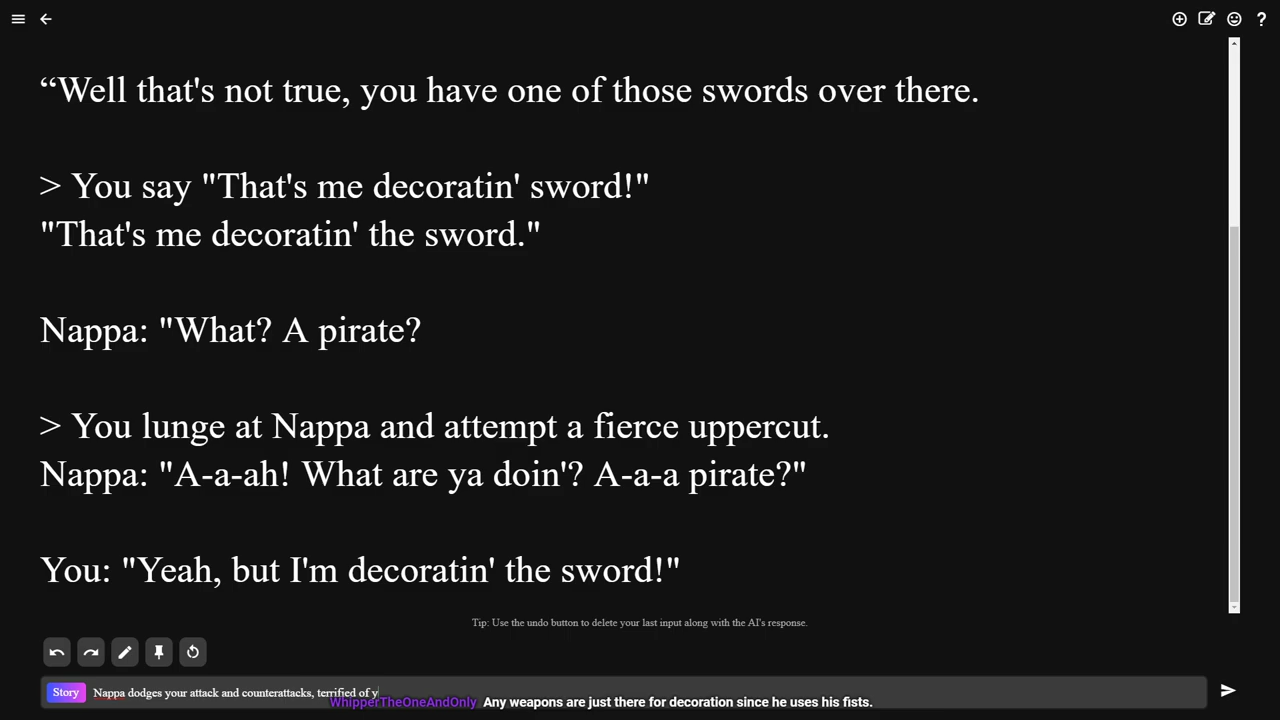 “Well that's not true, you have one of those swords over there.
> You say "That's me decoratin' sword!"
"That's me decoratin' the sword."
Nappa: "What? A pirate?
> You lunge at Nappa and attempt a fierce uppercut.
Nappa: "A-a-ah! What are ya doin'? A-a-a pirate?"
You: "Yeah, but I'm decoratin' the sword!"
Tip: Use the undo button to delete your last input along with the AI's response.
Story Nappa dodges your attack and counterattacks, terrified of y
WhipperTheOneAndOnly Any weapons are just there for decoration since he uses his fists.